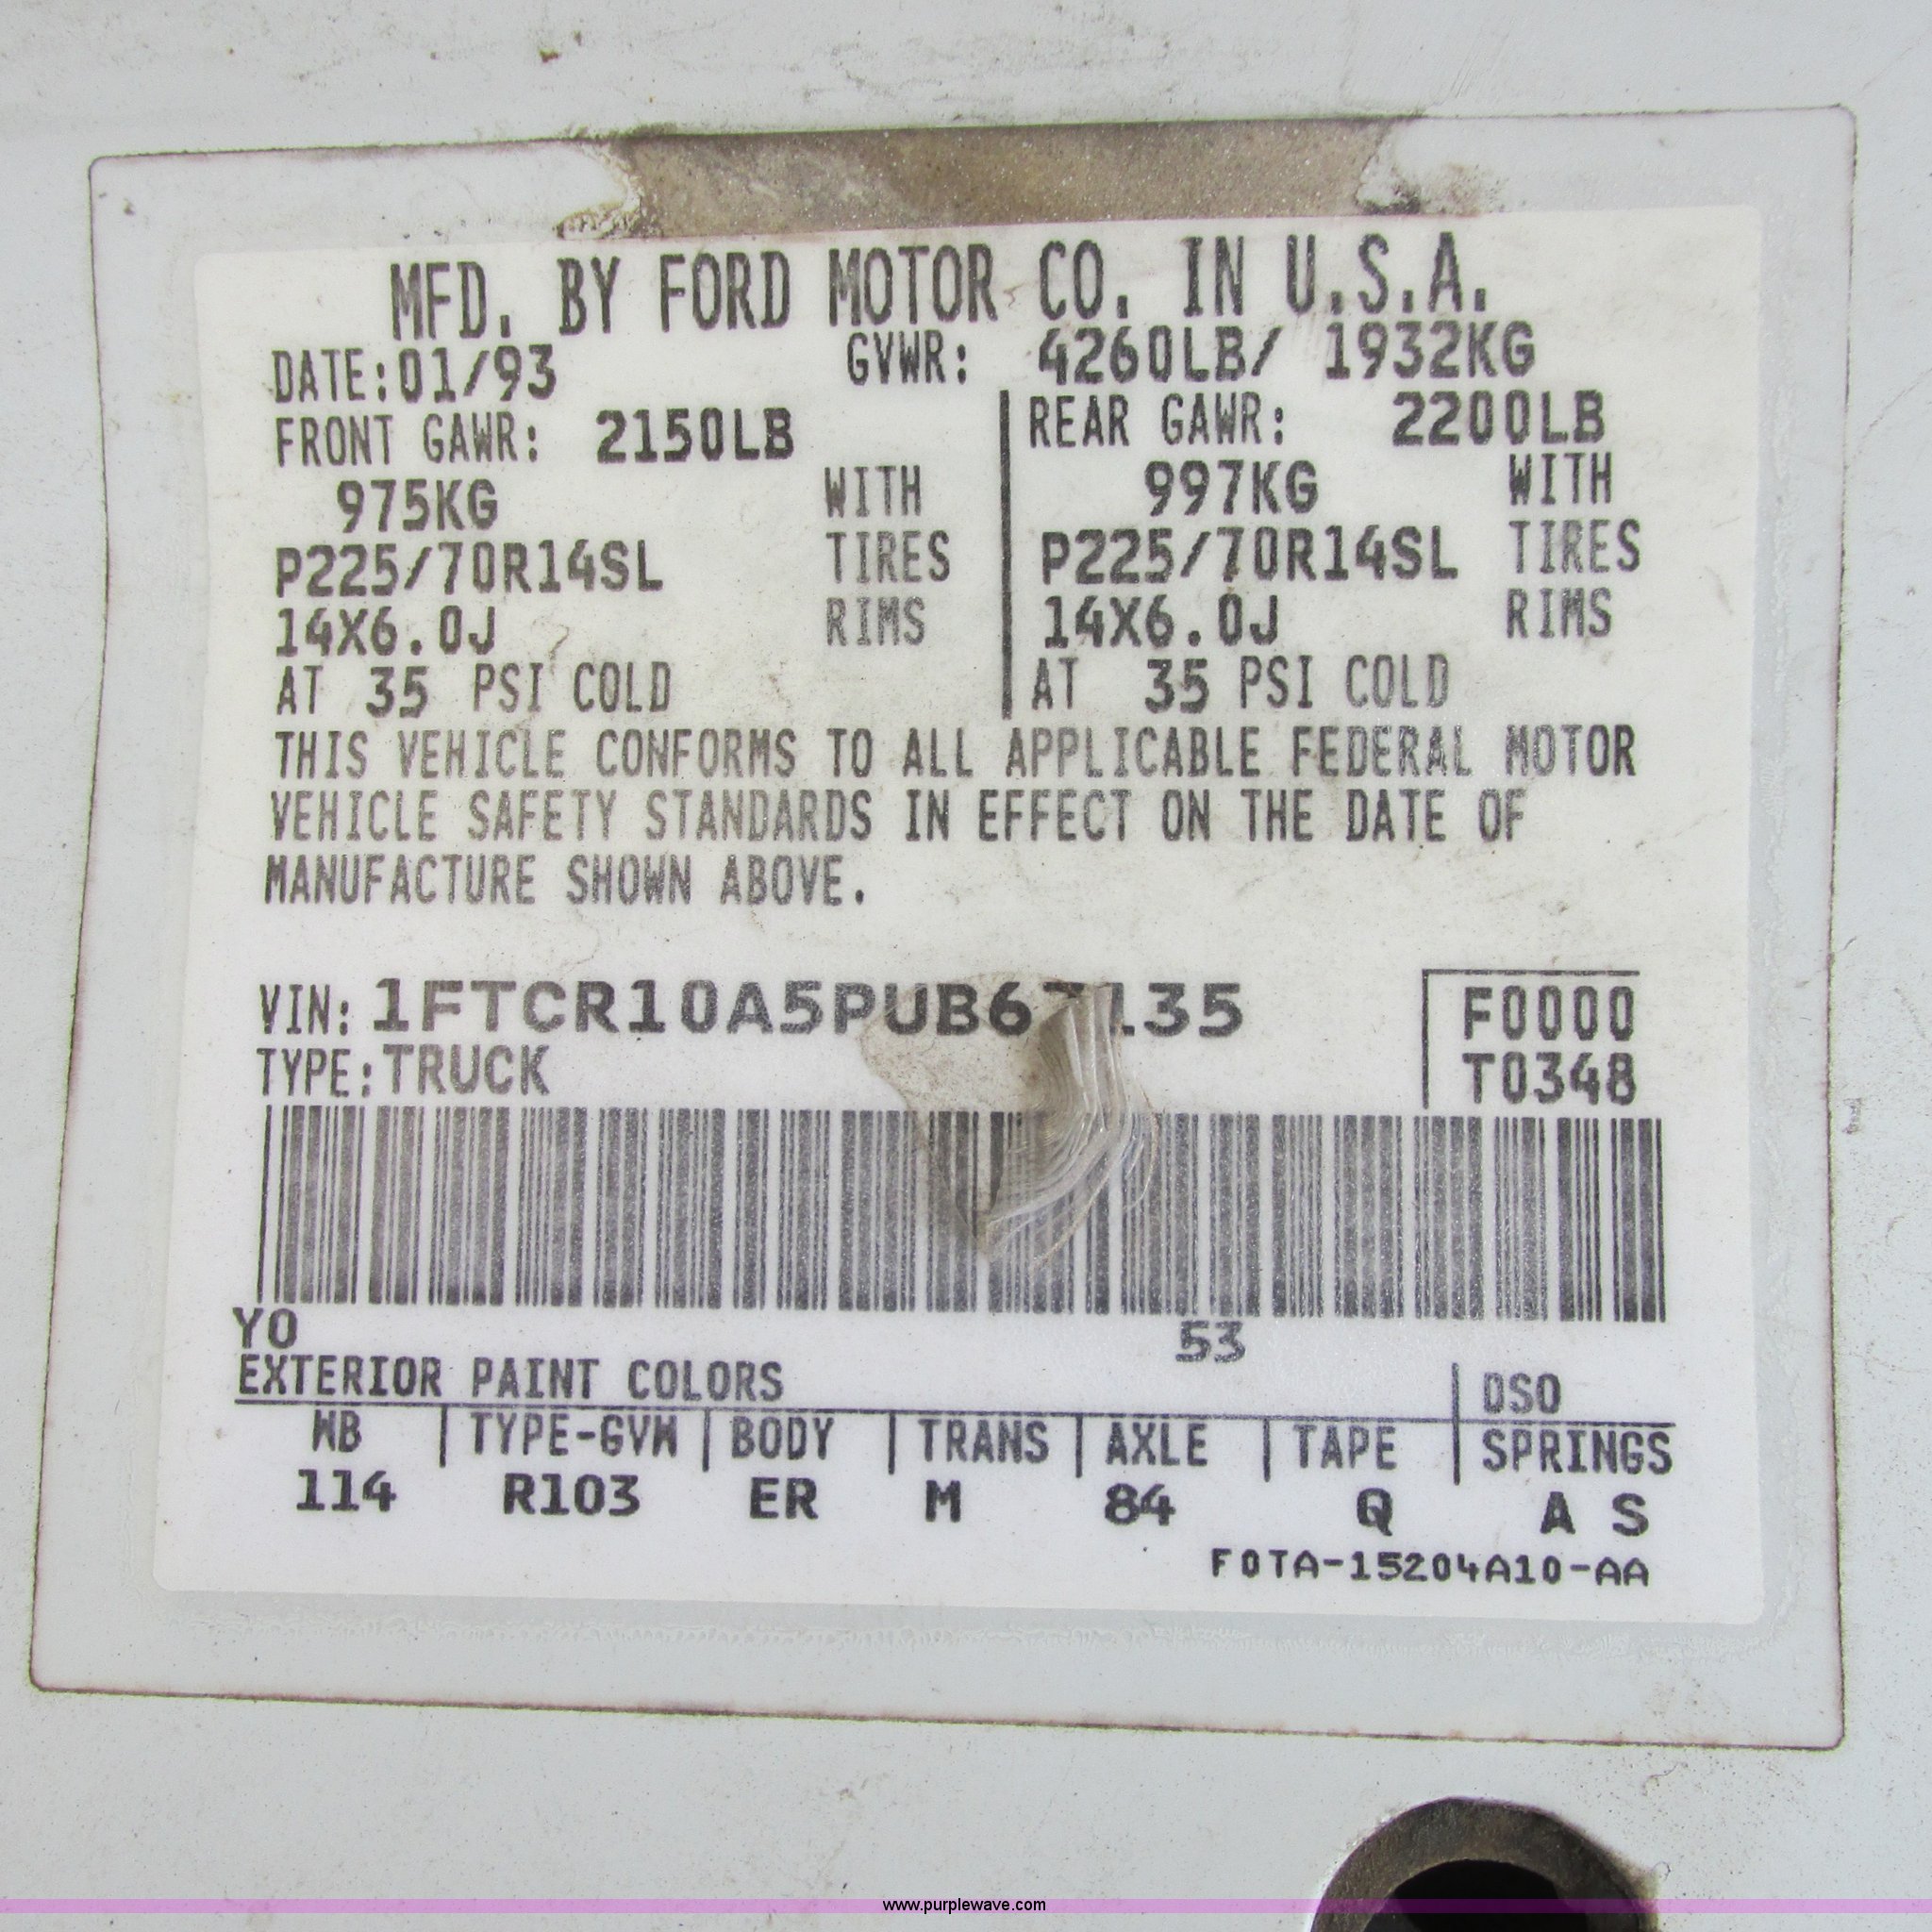 MFD. BY FORD MOTOR CO. IN U.S.A.
DATE:01/93 GVWR: 4260LB/ 1932KG
FRONT GAWR: 2150LB REAR GAWR: 2200LB
975KG WITH 997KG WITH
P225/70R14SL TIRES P225/70R14SL TIRES
14X6.0J RIMS 14X6.0J RIMS
AT 35 PSI COLD AT 35 PSI COLD
THIS VEHICLE CONFORMS TO ALL APPLICABLE FEDERAL MOTOR
VEHICLE SAFETY STANDARDS IN EFFECT ON THE DATE OF
MANUFACTURE SHOWN ABOVE.
VIN: 1FTCR10A5PUB67135 F0000
TYPE:TRUCK T0348
YO 53
EXTERIOR PAINT COLORS DSO
WB TYPE-GVW BODY TRANS AXLE TAPE SPRINGS
114 R103 ER M 84 Q A S
F0TA-15204A10-AA
www.purplewave.com